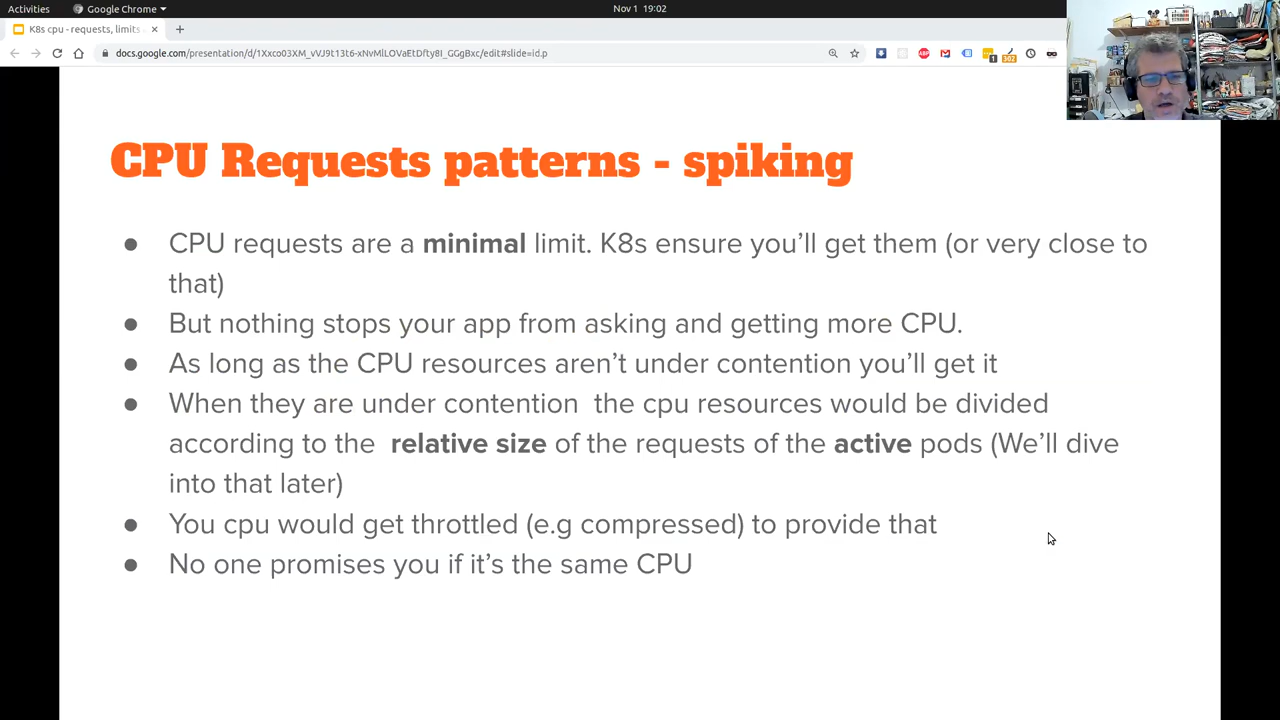 Activities
Google Chrome
Nov 1 19:02
K8s cpu - requests, limits
docs.google.com/presentation/d/1Xxco03XM_vVJ9t13t6-xNvMlLOVaEtDfty8I_GGgBxc/edit#slide=id.p
CPU Requests patterns - spiking
● CPU requests are a minimal limit. K8s ensure you’ll get them (or very close to
that)
● But nothing stops your app from asking and getting more CPU.
● As long as the CPU resources aren’t under contention you’ll get it
● When they are under contention  the cpu resources would be divided
according to the  relative size of the requests of the active pods (We’ll dive
into that later)
● You cpu would get throttled (e.g compressed) to provide that
● No one promises you if it’s the same CPU